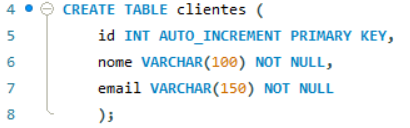 4 CREATE TABLE clientes (
5 id INT AUTO_INCREMENT PRIMARY KEY,
6 nome VARCHAR(100) NOT NULL,
7 email VARCHAR(150) NOT NULL
8 );